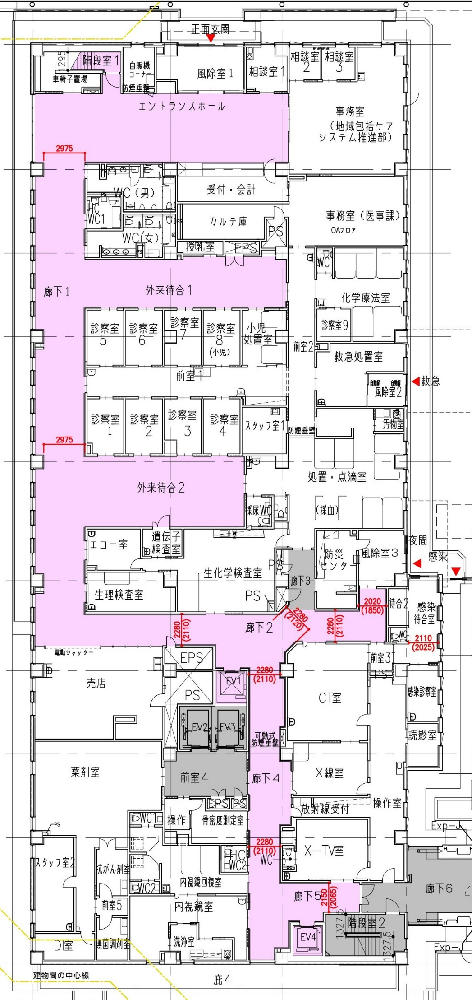 正面玄関
階段室1
1295
車椅子置場
自販機
コーナー
防煙垂壁
風除室1
相談室1
相談室
2
相談室
3
エントランスホール
事務室
(地域包括ケア
システム推進部)
2975
PS
WC(男)
PS
HC
WC1
WC(女)
PS
PS
受付・会計
カルテ庫
PS
授乳室
EPS
事務室(医事課)
OAフロア
WC
化学療法室
診察室9
廊下1
外来待合1
診察室
5
診察室
6
診察室
7
診察室
8
(小児)
小児
処置室
前室2
救急処置室
自動扉
自動扉
風除室2
救急
前室1
診察室
1
診察室
2
診察室
3
診察室
4
スタッフ室1
防煙垂壁
汚物室
2975
外来待合2
PS
処置・点滴室
採尿WC
(採血)
エコー室
遺伝子
検査室
生化学検査室
PS
PS
生理検査室
廊下3
防災
センター
風除室3
夜間
感染
廊下2
2280
(2110)
2280
(2120)
2280
(2110)
2020
(1850)
待合2
感染
待合室
WC
2110
(2025)
電動シャッター
EPS
PS
売店
EV1
2280
(2110)
前室3
PS
CT室
感染診察室
読影室
EV2
EV3
可動式
防煙垂壁
薬剤室
前室4
廊下4
X線室
EPS
PS
操作
骨密度測定室
放射線受付
操作室
WC1
PS
2280
(2110)
X-TV室
Exp-J
スタッフ室2
抗がん剤室
HC
WC2
WC
PS
内視鏡回復室
WC2
廊下5
2150
(2065)
廊下6
前室5
内視鏡室
階段室2
1327.5
1327.5
EV4
DI室
無菌調剤室
洗浄室
Exp-J
建物間の中心線
庇4